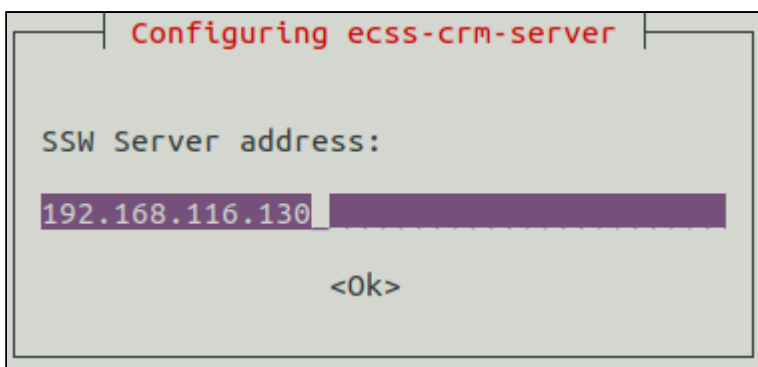 Configuring ecss-crm-server
SSW Server address:
192.168.116.130
<Ok>